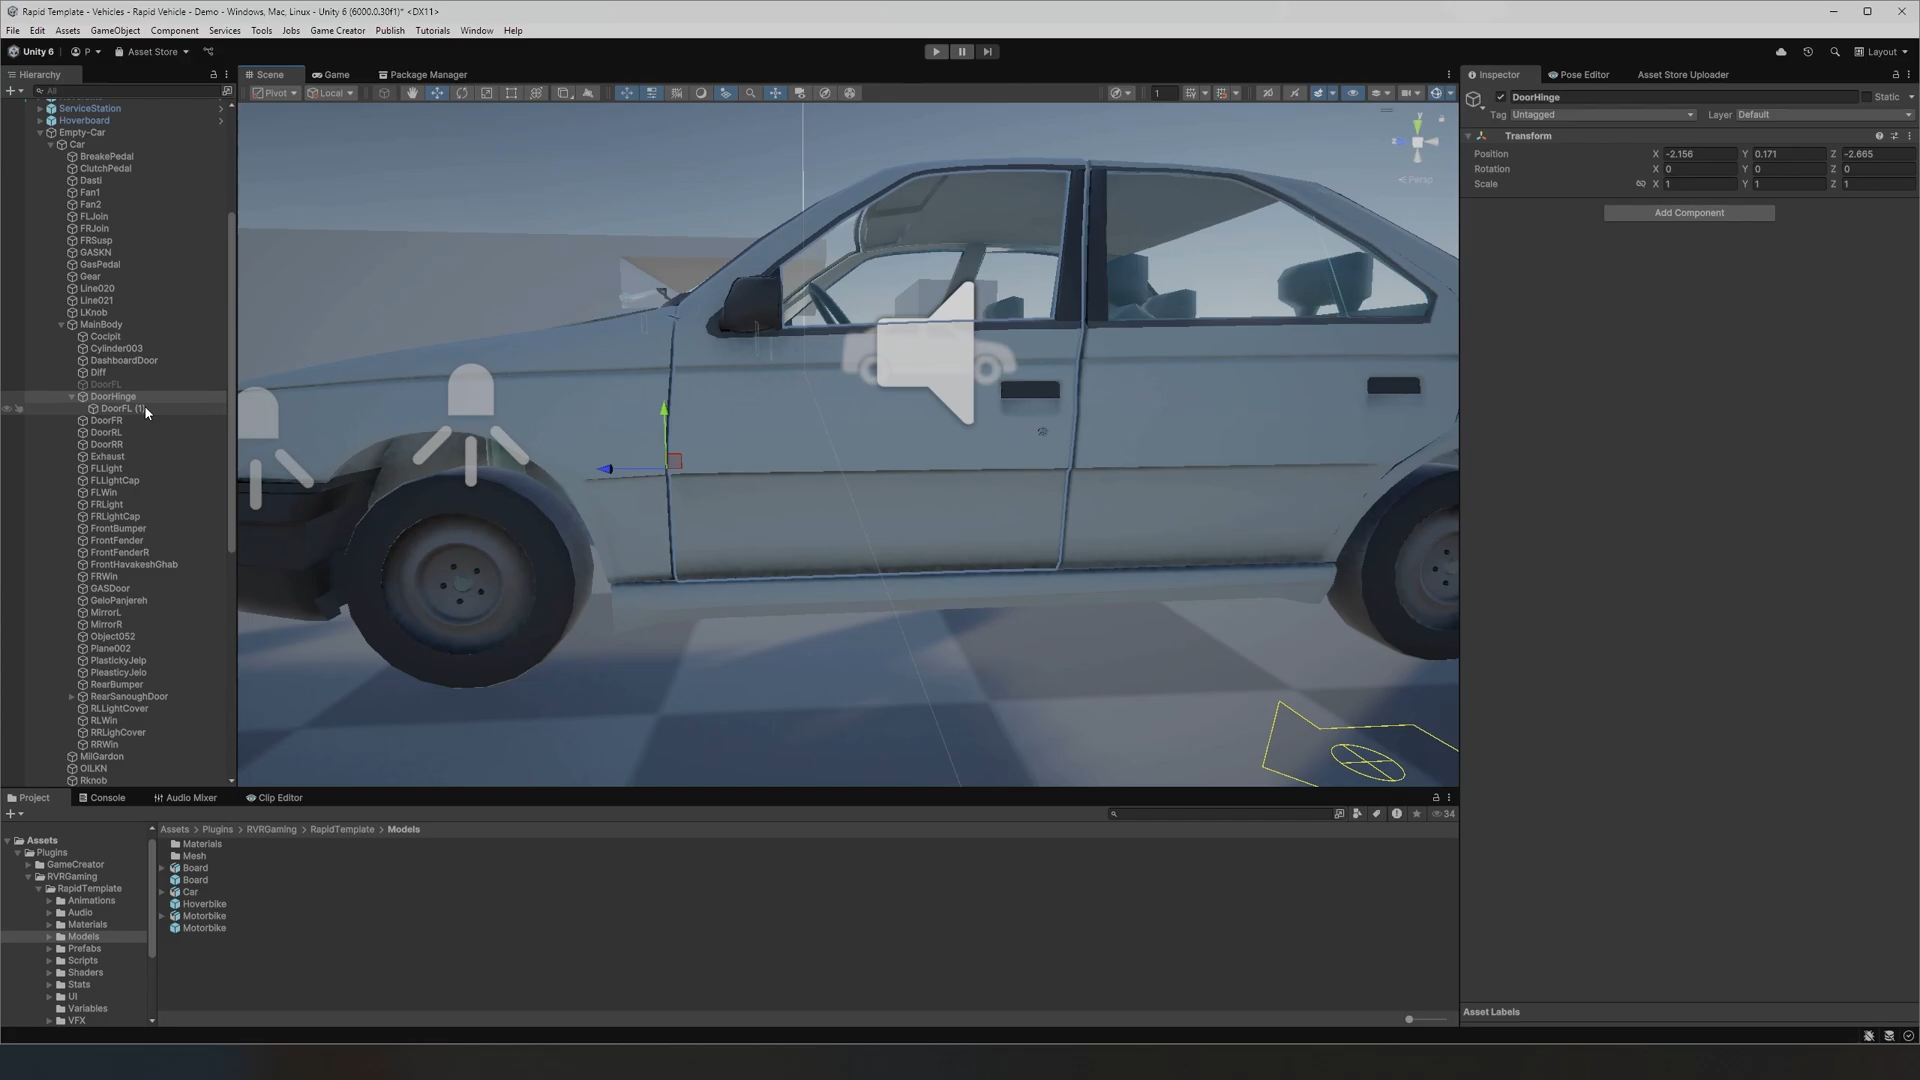 Rapid Template - Vehicles - Rapid Vehicle - Demo - Windows, Mac, Linux - Unity 6 (6000.0.30f1)* <DX11>
File Edit Assets GameObject Component Services Tools Jobs Game Creator Publish Tutorials Window Help
Unity 6 P Asset Store Layout
Hierarchy Scene Game Package Manager Inspector Pose Editor Asset Store Uploader
All Pivot Local 1
DoorHinge Static
Tag Untagged Layer Default
Transform
Position X -2.156 Y 0.171 Z -2.665
Rotation X 0 Y 0 Z 0
Scale X 1 Y 1 Z 1
Add Component
y
z
< Persp
ServiceStation
Hoverboard
Empty-Car
Car
BreakePedal
ClutchPedal
Dasti
Fan1
Fan2
FLJoin
FRJoin
FRSusp
GASKN
GasPedal
Gear
Line020
Line021
LKnob
MainBody
Coclpit
Cylinder003
DashboardDoor
Diff
DoorFL
DoorHinge
DoorFL (1)
DoorFR
DoorRL
DoorRR
Exhaust
FLLight
FLLightCap
FLWin
FRLight
FRLightCap
FrontBumper
FrontFender
FrontFenderR
FrontHavakeshGhab
FRWin
GASDoor
GeloPanjereh
MirrorL
MirrorR
Object052
Plane002
PlastickyJelp
PleasticyJelo
RearBumper
RearSanoughDoor
RLLightCover
RLWin
RRLighCover
RRWin
MilGardon
OILKN
Rknob
Project Console Audio Mixer Clip Editor
34
Assets
Plugins
GameCreator
RVRGaming
RapidTemplate
Animations
Audio
Materials
Models
Prefabs
Scripts
Shaders
Stats
UI
Variables
VFX
Assets > Plugins > RVRGaming > RapidTemplate > Models
Materials
Mesh
Board
Board
Car
Hoverbike
Motorbike
Motorbike
Asset Labels